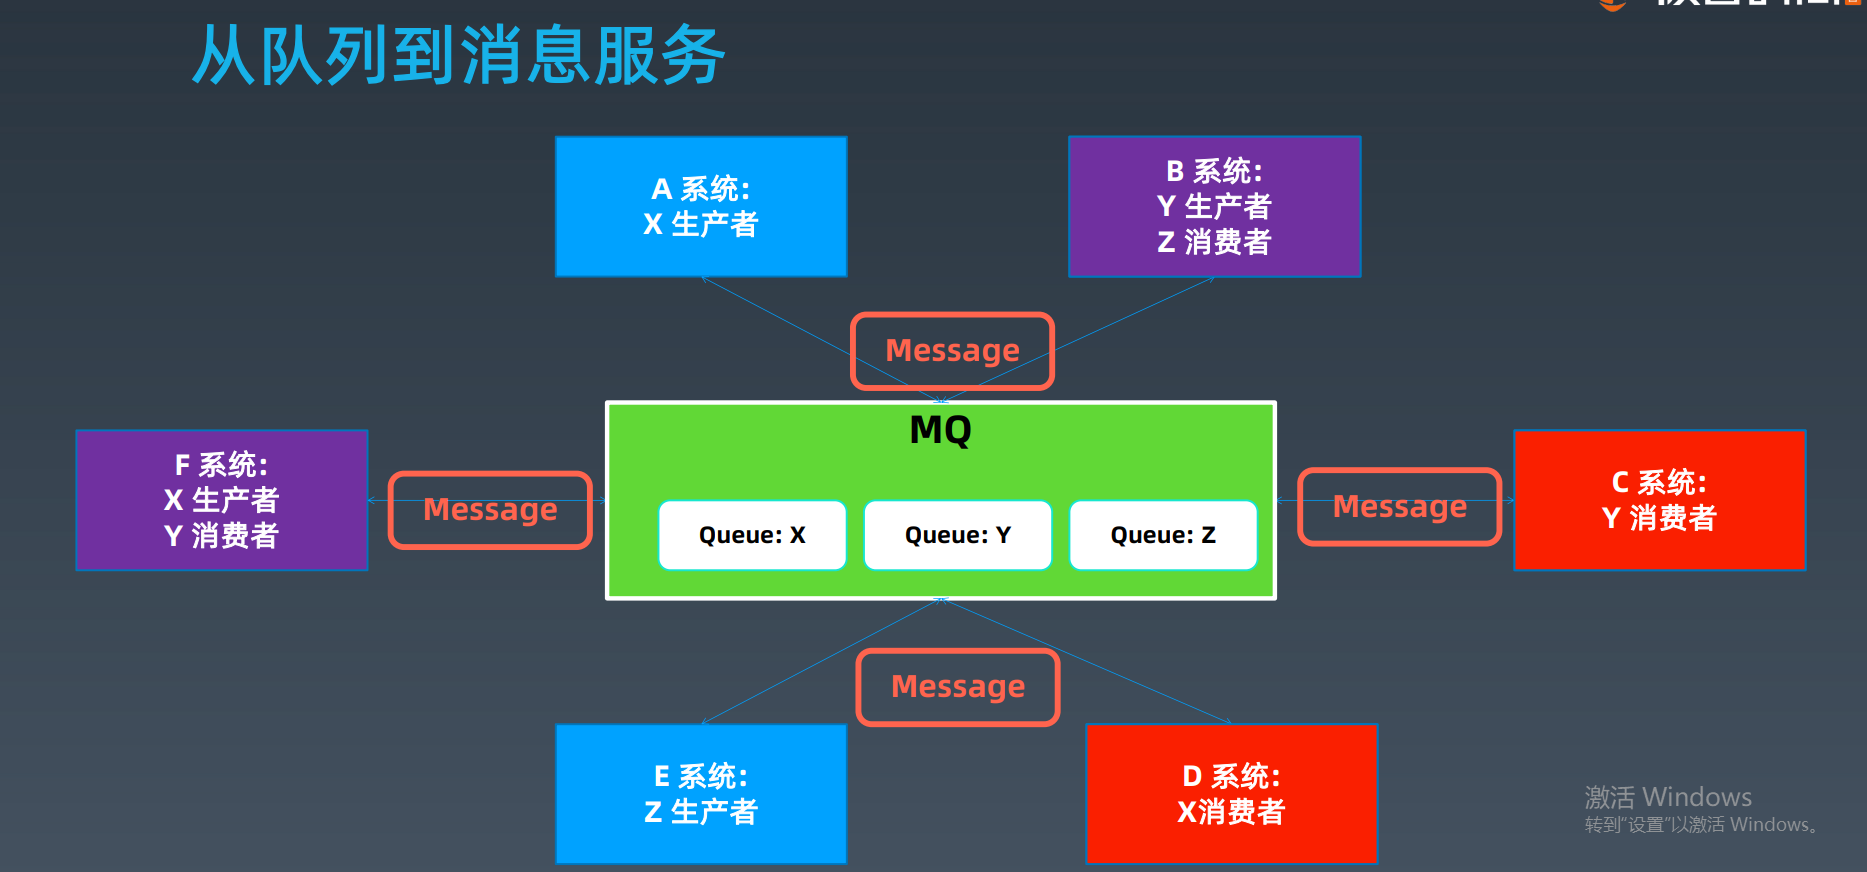 从队列到消息服务
A 系统：
X 生产者
B 系统：
Y 生产者
Z 消费者
Message
MQ
F 系统：
X 生产者
Y 消费者
Message
Queue: X
Queue: Y
Queue: Z
Message
C 系统：
Y 消费者
Message
E 系统：
Z 生产者
D 系统：
X消费者
激活 Windows
转到“设置”以激活 Windows。